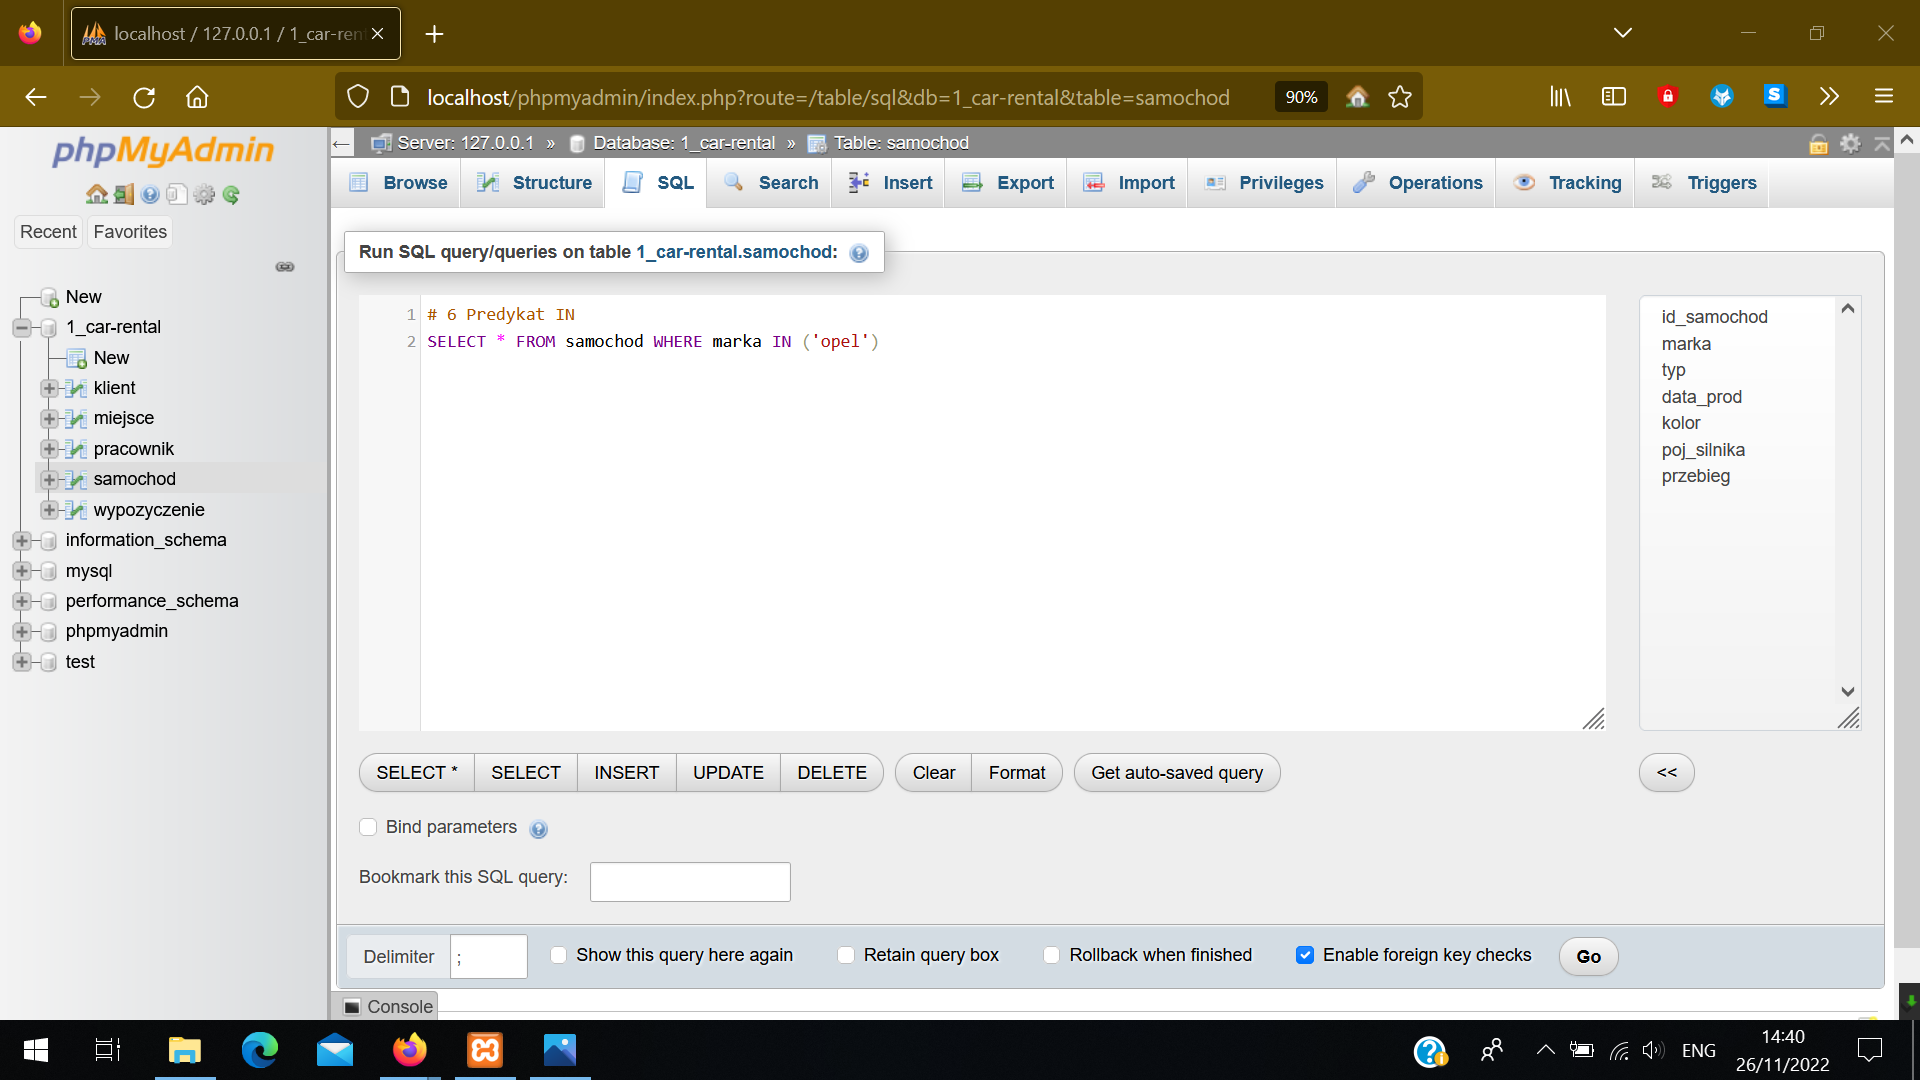 localhost / 127.0.0.1 / 1_car-ren
localhost/phpmyadmin/index.php?route=/table/sql&db=1_car-rental&table=samochod
90%
phpMyAdmin
Recent
Favorites
New
1_car-rental
New
klient
miejsce
pracownik
samochod
wypozyczenie
information_schema
mysql
performance_schema
phpmyadmin
test
Server: 127.0.0.1 » Database: 1_car-rental » Table: samochod
Browse
Structure
SQL
Search
Insert
Export
Import
Privileges
Operations
Tracking
Triggers
Run SQL query/queries on table 1_car-rental.samochod:
1 # 6 Predykat IN
2 SELECT * FROM samochod WHERE marka IN ('opel')
id_samochod
marka
typ
data_prod
kolor
poj_silnika
przebieg
SELECT *
SELECT
INSERT
UPDATE
DELETE
Clear
Format
Get auto-saved query
<<
Bind parameters
Bookmark this SQL query:
Delimiter ;
Show this query here again
Retain query box
Rollback when finished
Enable foreign key checks
Go
Console
ENG
14:40
26/11/2022